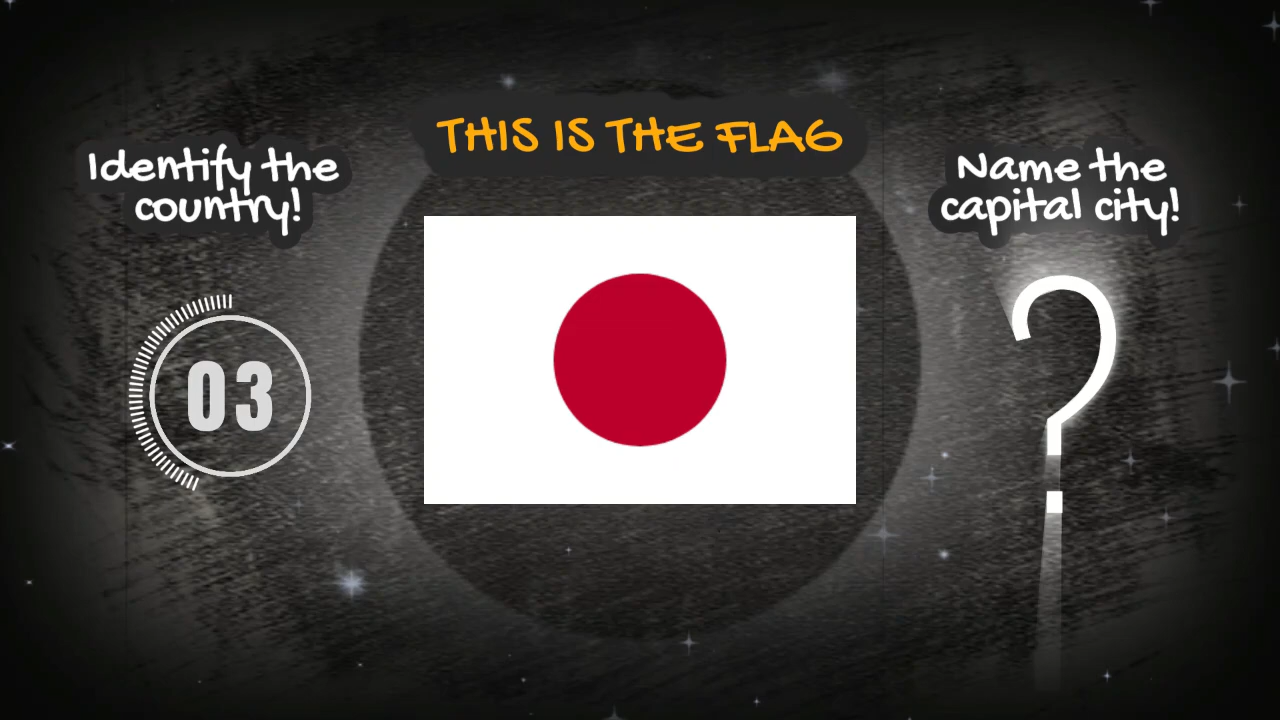 THIS IS THE FLAG
Identify the
country!
Name the
capital city!
03
?